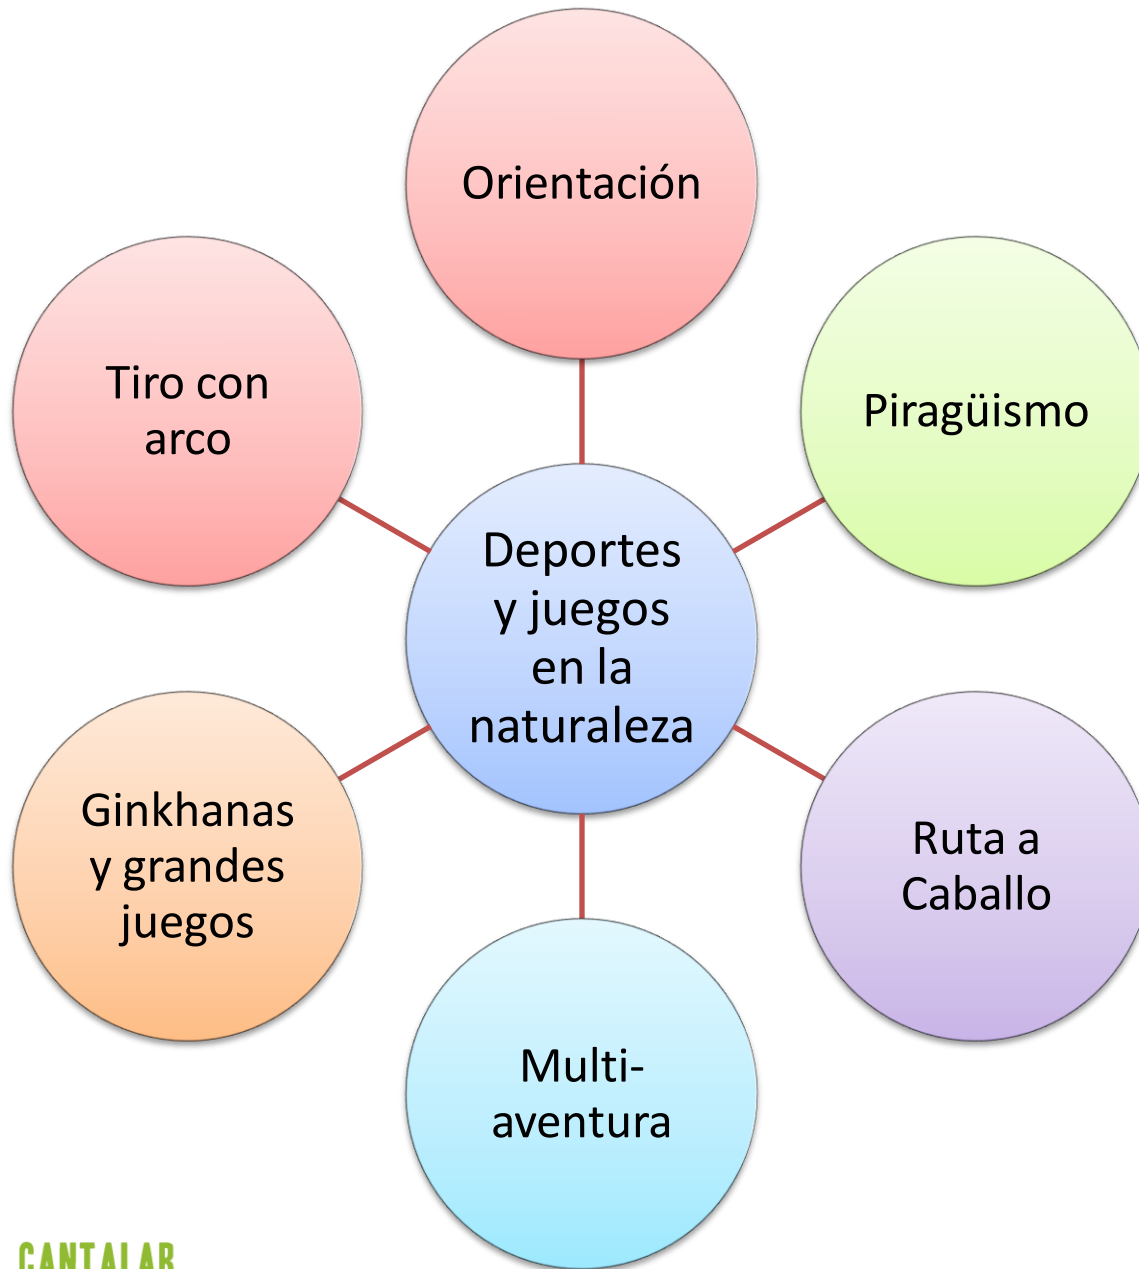 Orientación
Tiro con
arco
Piragüismo
Deportes
y juegos
en la
naturaleza
Ginkhanas
y grandes
juegos
Ruta a
Caballo
Multi-
aventura
CANTALAR